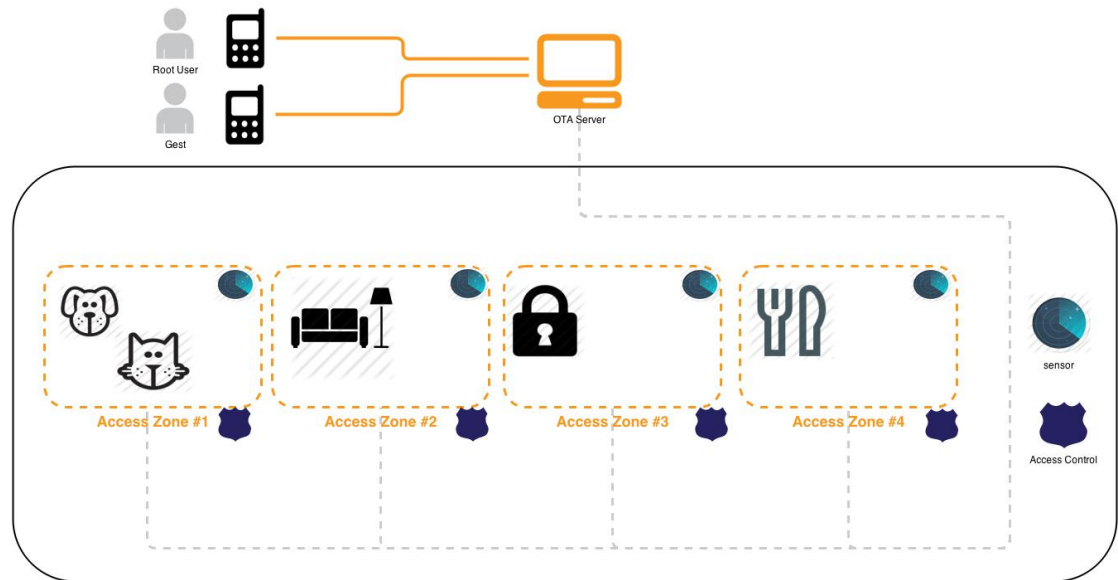 Root User
Gest
OTA Server
Access Zone #1
Access Zone #2
Access Zone #3
Access Zone #4
sensor
Access Control